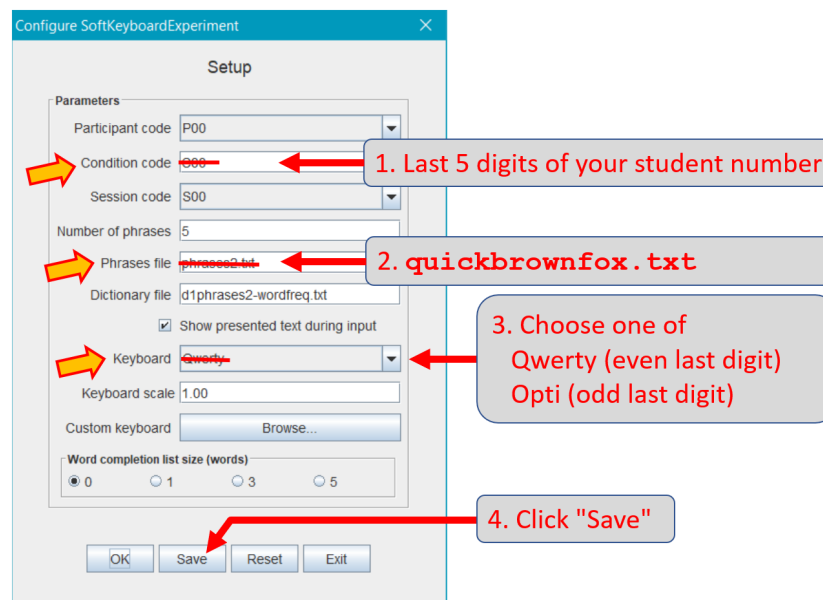 Configure SoftKeyboardExperiment
Setup
Parameters
Participant code P00
Condition code
1. Last 5 digits of your student number
Session code S00
Number of phrases 5
Phrases file phrases2.txt
2. quickbrownfox.txt
Dictionary file d1phrases2-wordfreq.txt
Show presented text during input
Keyboard Qwerty
3. Choose one of
Qwerty (even last digit)
Opti (odd last digit)
Keyboard scale 1.00
Custom keyboard Browse...
Word completion list size (words)
0 1 3 5
4. Click "Save"
OK Save Reset Exit